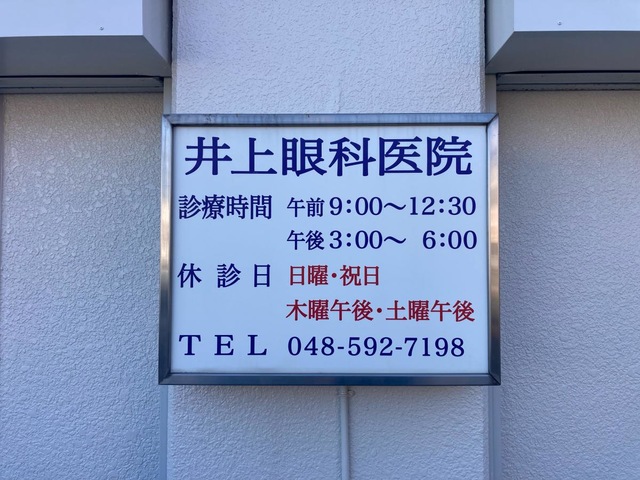 井上眼科医院
診療時間 午前 9:00〜12:30
午後 3:00〜 6:00
休診日 日曜・祝日
木曜午後・土曜午後
TEL 048-592-7198